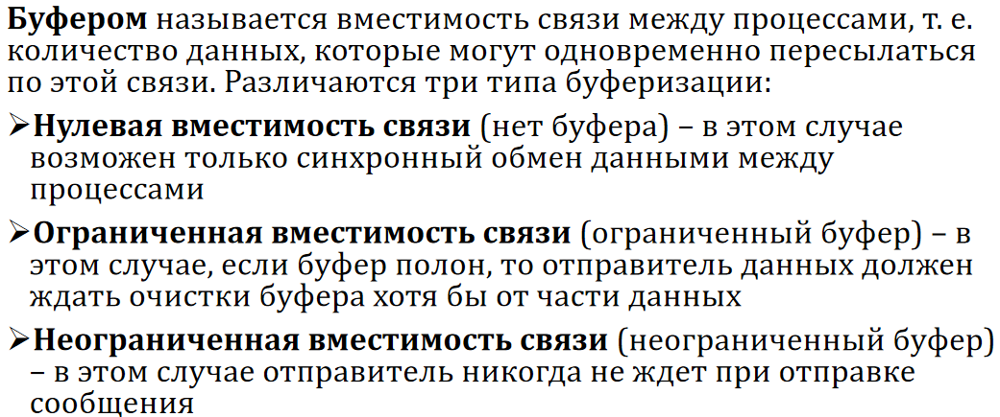 Буфером называется вместимость связи между процессами, т. е.
количество данных, которые могут одновременно пересылаться
по этой связи. Различаются три типа буферизации:
➢Нулевая вместимость связи (нет буфера) – в этом случае
возможен только синхронный обмен данными между
процессами
➢Ограниченная вместимость связи (ограниченный буфер) – в
этом случае, если буфер полон, то отправитель данных должен
ждать очистки буфера хотя бы от части данных
➢Неограниченная вместимость связи (неограниченный буфер)
– в этом случае отправитель никогда не ждет при отправке
сообщения